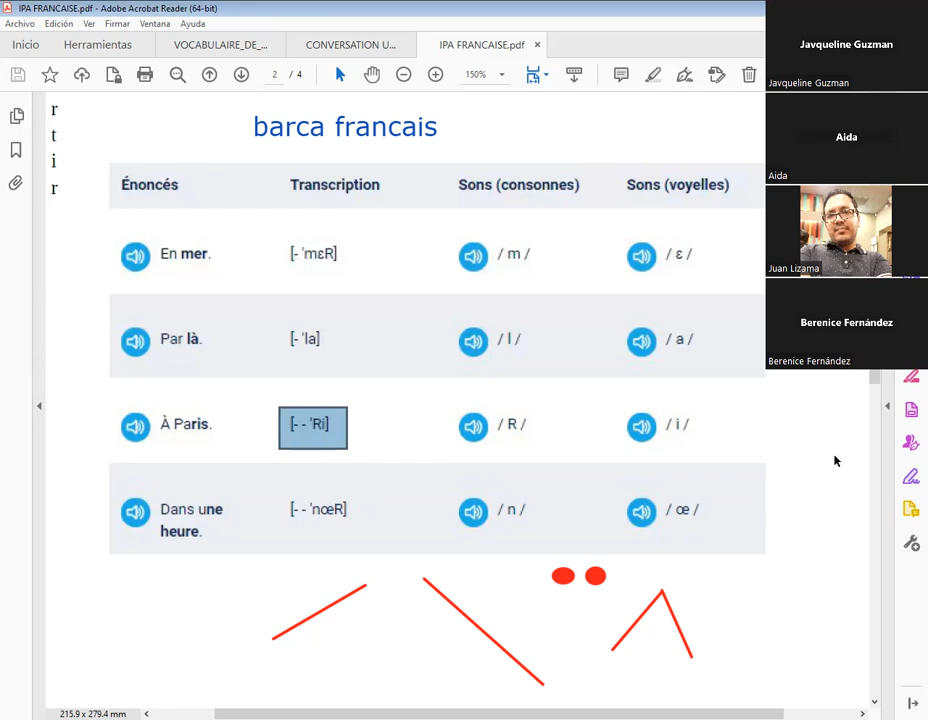 IPA FRANCAISE.pdf - Adobe Acrobat Reader (64-bit)
Archivo Edición Ver Firmar Ventana Ayuda
Inicio Herramientas VOCABULAIRE_DE_... CONVERSATION U... IPA FRANCAISE.pdf ×
2 / 4 150%
r
t
i
r
barca francais
Énoncés Transcription Sons (consonnes) Sons (voyelles)
En mer. [- 'mɛR] / m / / ɛ /
Par là. [- 'la] / l / / a /
À Paris. [- - 'Ri] / R / / i /
Dans une [- - 'nœR] / n / / œ /
heure.
215.9 x 279.4 mm
Javqueline Guzman
Javqueline Guzman
Aida
Aida
Juan Lizama
Berenice Fernández
Berenice Fernández